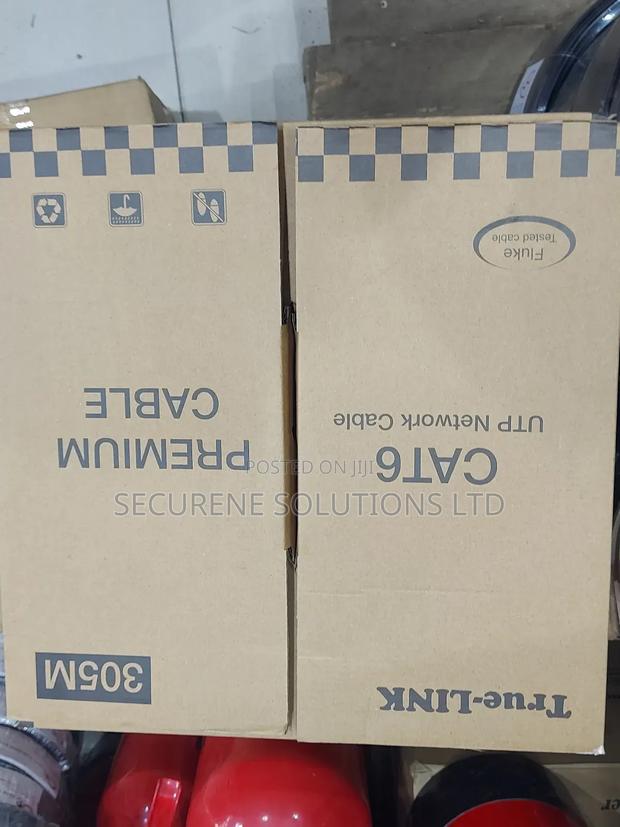 True-LINK
CAT6
UTP Network Cable
Fluke
Tested cable
305M
PREMIUM
CABLE
POSTED ON JIJI
SECURENE SOLUTIONS LTD